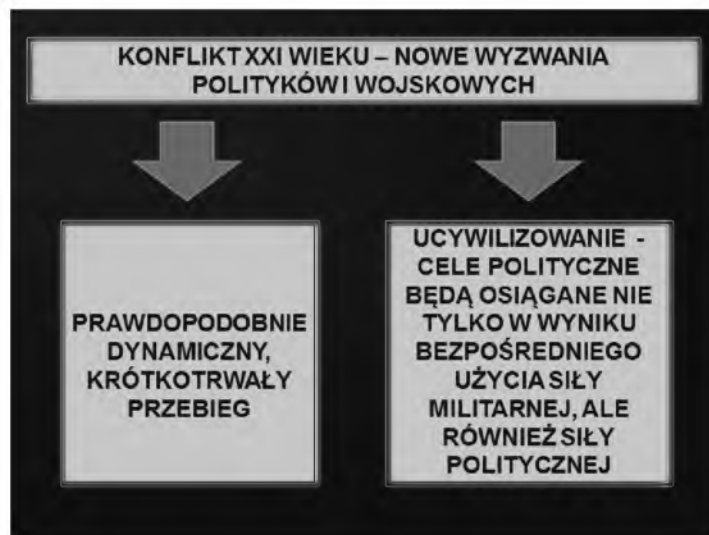 KONFLIKT XXI WIEKU – NOWE WYZWANIA
POLITYKÓW I WOJSKOWYCH
PRAWDOPODOBNIE
DYNAMICZNY,
KRÓTKOTRWAŁY
PRZEBIEG
UCYWILIZOWANIE -
CELE POLITYCZNE
BĘDĄ OSIĄGANE NIE
TYLKO W WYNIKU
BEZPOŚREDNIEGO
UŻYCIA SIŁY
MILITARNEJ, ALE
RÓWNIEŻ SIŁY
POLITYCZNEJ